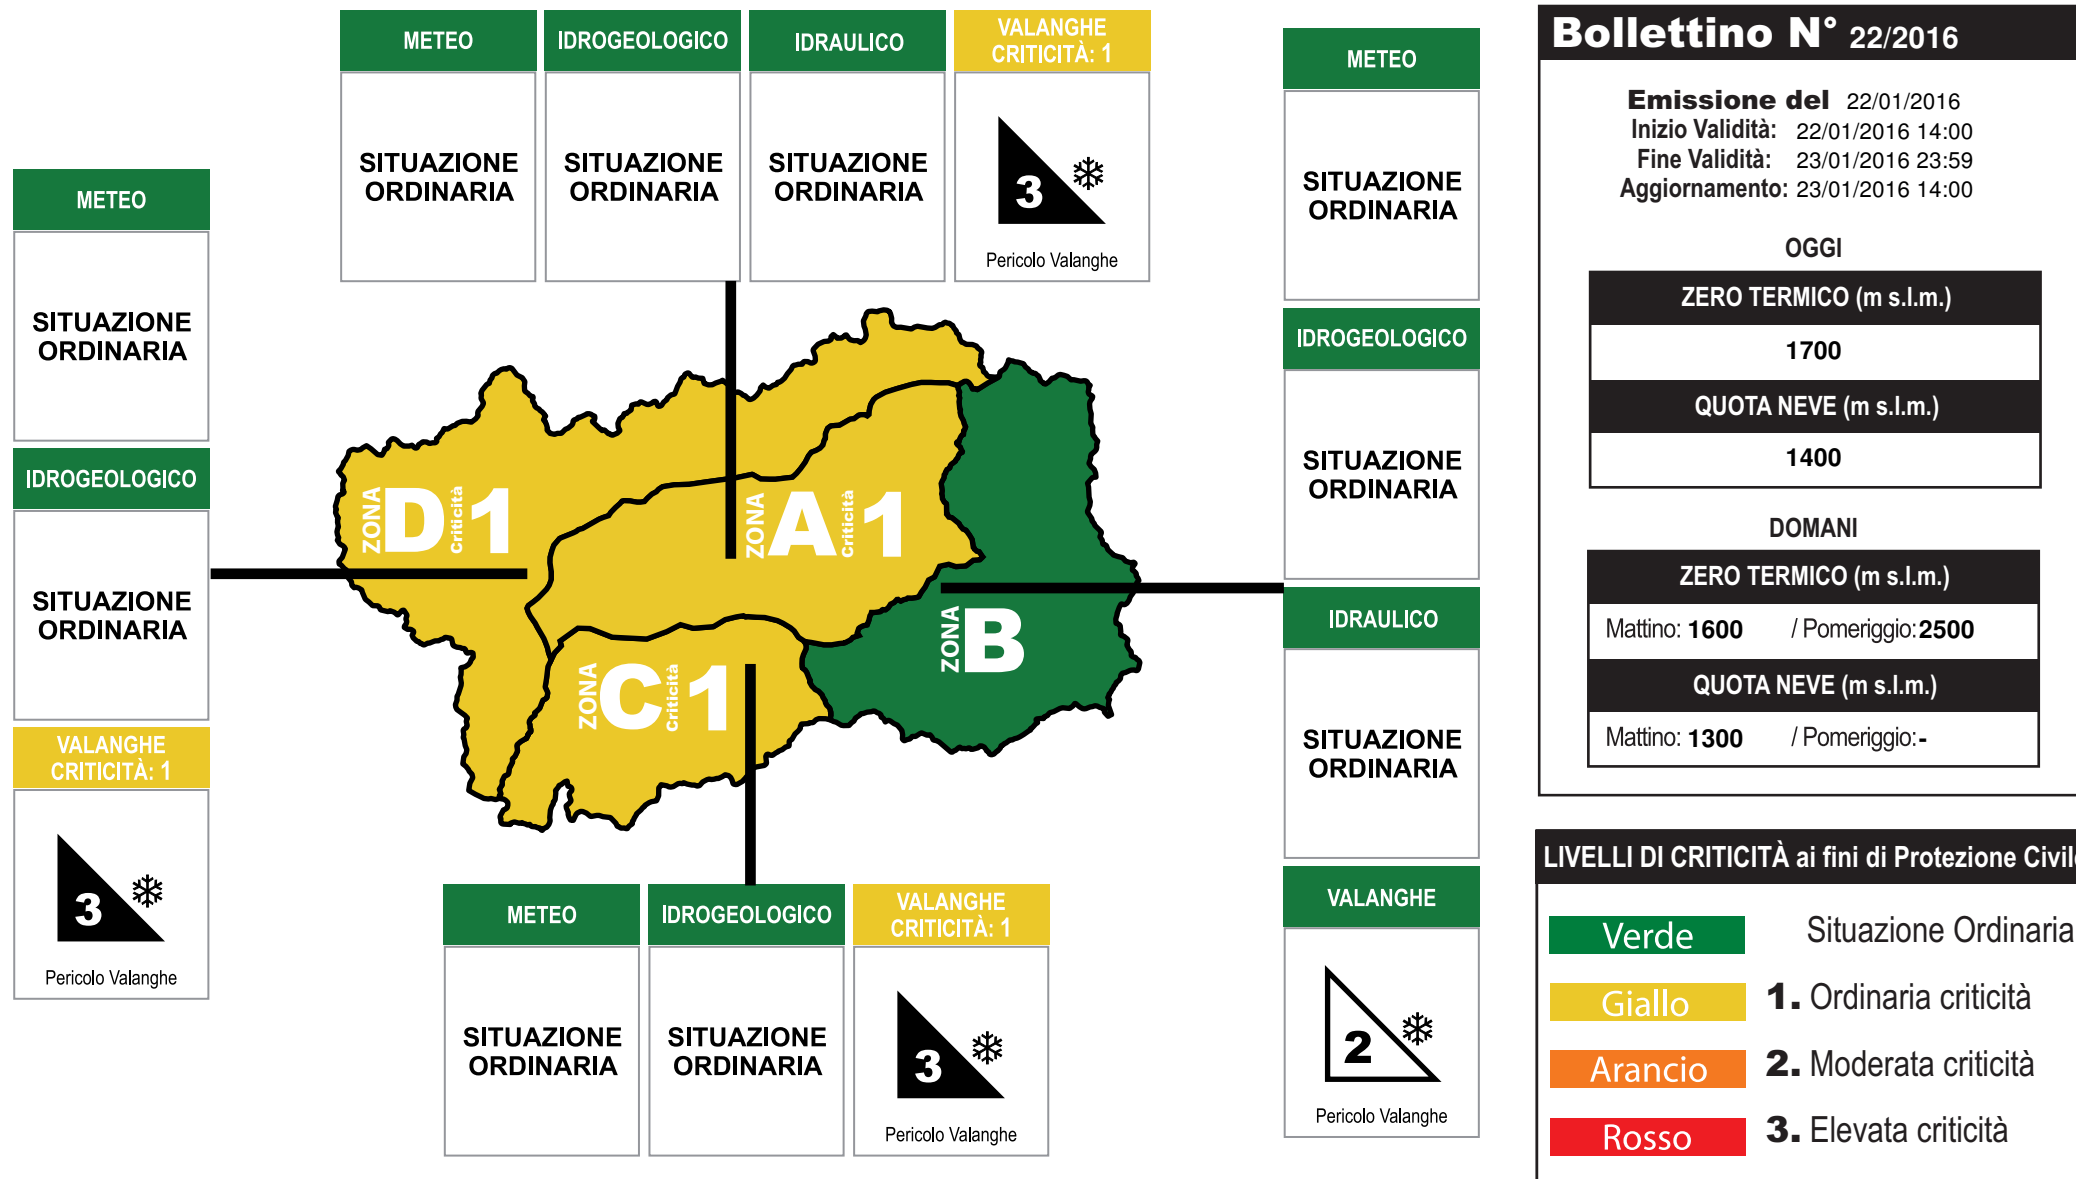 METEO
SITUAZIONE
ORDINARIA
IDROGEOLOGICO
SITUAZIONE
ORDINARIA
IDRAULICO
SITUAZIONE
ORDINARIA
VALANGHE
CRITICITÀ: 1
3
Pericolo Valanghe
METEO
SITUAZIONE
ORDINARIA
IDROGEOLOGICO
SITUAZIONE
ORDINARIA
VALANGHE
CRITICITÀ: 1
3
Pericolo Valanghe
ZONA D Criticità 1
ZONA A Criticità 1
ZONA C Criticità 1
ZONA B
METEO
SITUAZIONE
ORDINARIA
IDROGEOLOGICO
SITUAZIONE
ORDINARIA
VALANGHE
CRITICITÀ: 1
3
Pericolo Valanghe
METEO
SITUAZIONE
ORDINARIA
IDROGEOLOGICO
SITUAZIONE
ORDINARIA
IDRAULICO
SITUAZIONE
ORDINARIA
VALANGHE
2
Pericolo Valanghe
Bollettino N° 22/2016
Emissione del 22/01/2016
Inizio Validità: 22/01/2016 14:00
Fine Validità: 23/01/2016 23:59
Aggiornamento: 23/01/2016 14:00
OGGI
ZERO TERMICO (m s.l.m.)
1700
QUOTA NEVE (m s.l.m.)
1400
DOMANI
ZERO TERMICO (m s.l.m.)
Mattino: 1600 / Pomeriggio: 2500
QUOTA NEVE (m s.l.m.)
Mattino: 1300 / Pomeriggio: -
LIVELLI DI CRITICITÀ ai fini di Protezione Civile
Verde Situazione Ordinaria
Giallo 1. Ordinaria criticità
Arancio 2. Moderata criticità
Rosso 3. Elevata criticità